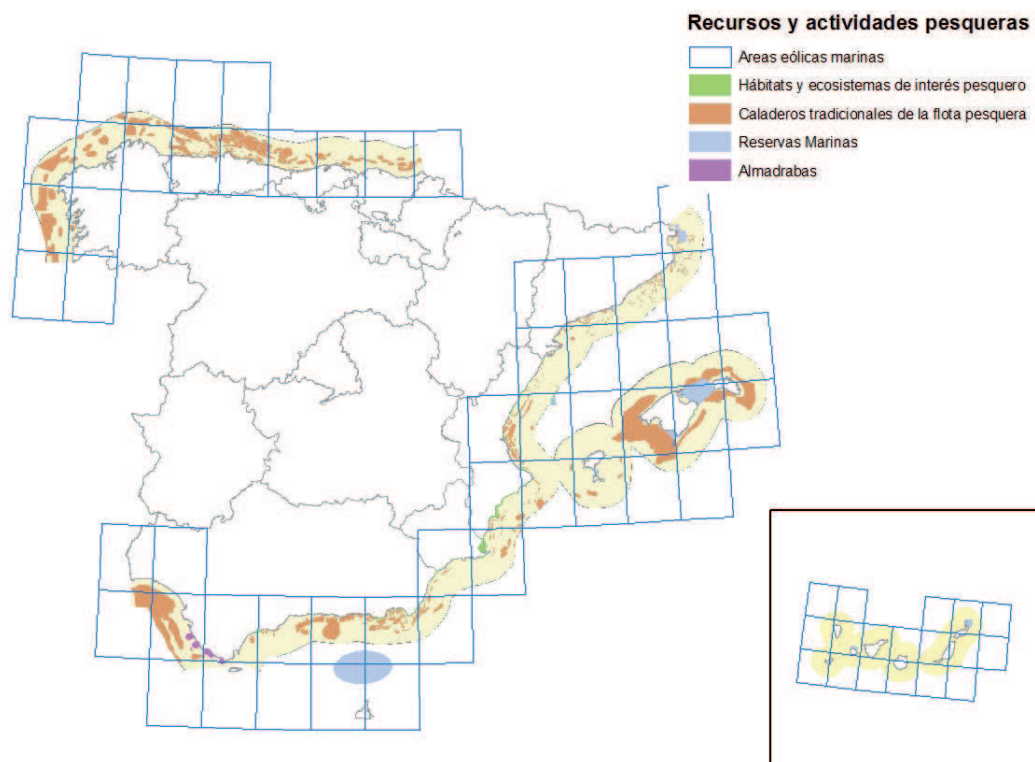 Recursos y actividades pesqueras
Areas eólicas marinas
Hábitats y ecosistemas de interés pesquero
Caladeros tradicionales de la flota pesquera
Reservas Marinas
Almadrabas